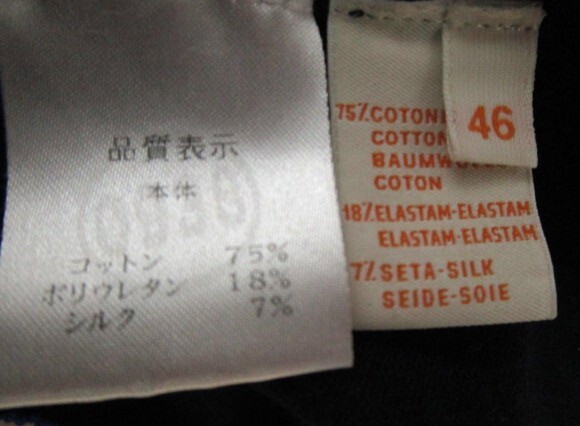 品質表示
本体
コットン 75%
ポリウレタン 18%
シルク 7%
46
75%COTONE
COTTON
BAUMWOLLE
COTON
18%ELASTAM-ELASTAM
ELASTAM-ELASTAM
7% SETA-SILK
SEIDE-SOIE